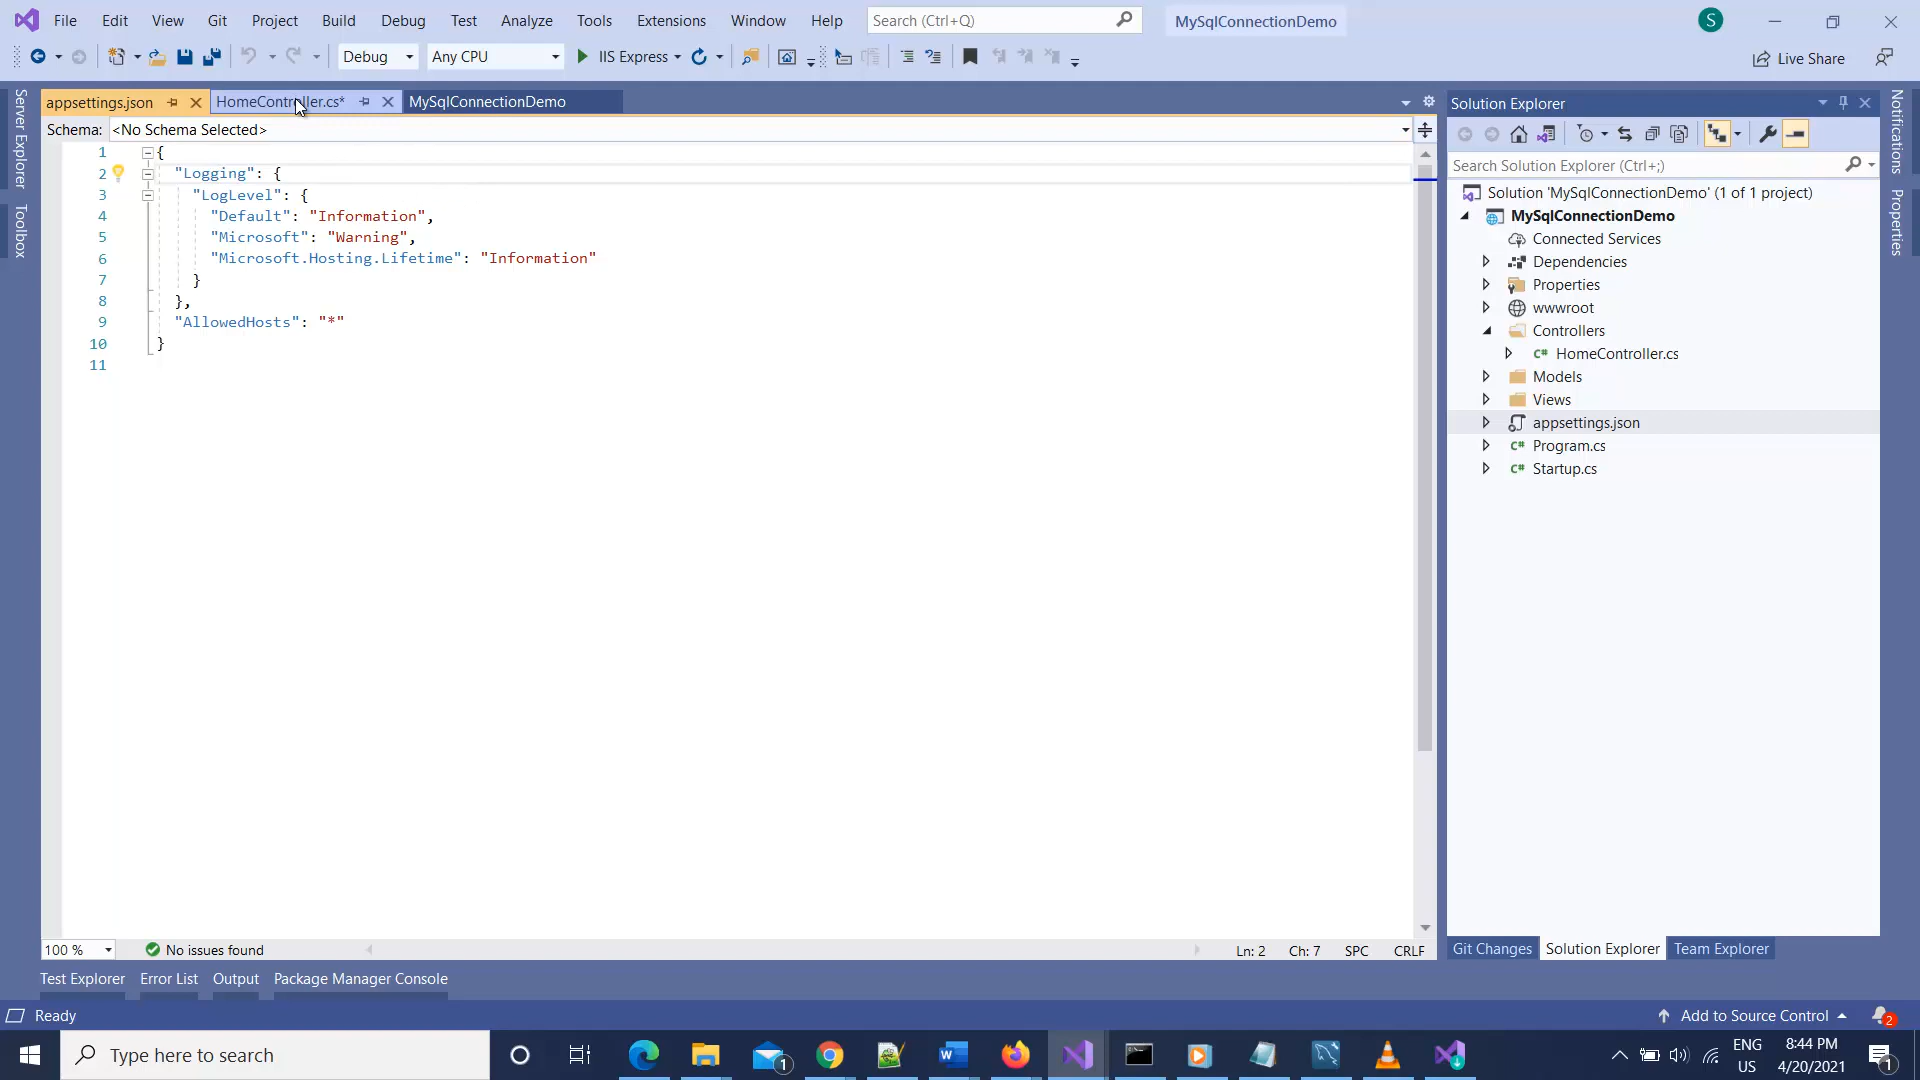 File Edit View Git Project Build Debug Test Analyze Tools Extensions Window Help Search (Ctrl+Q) MySqlConnectionDemo S
Debug Any CPU IIS Express Live Share
Server Explorer
Toolbox
appsettings.json HomeController.cs* MySqlConnectionDemo
Schema: <No Schema Selected>
1 {
2 "Logging": {
3 "LogLevel": {
4 "Default": "Information",
5 "Microsoft": "Warning",
6 "Microsoft.Hosting.Lifetime": "Information"
7 }
8 },
9 "AllowedHosts": "*"
10 }
11
100 % No issues found Ln: 2 Ch: 7 SPC CRLF
Solution Explorer
Search Solution Explorer (Ctrl+;)
Solution 'MySqlConnectionDemo' (1 of 1 project)
MySqlConnectionDemo
Connected Services
Dependencies
Properties
wwwroot
Controllers
C# HomeController.cs
Models
Views
appsettings.json
C# Program.cs
C# Startup.cs
Git Changes Solution Explorer Team Explorer
Notifications
Properties
Test Explorer Error List Output Package Manager Console
Ready Add to Source Control 2
Type here to search 1 W ENG US 8:44 PM 4/20/2021 1